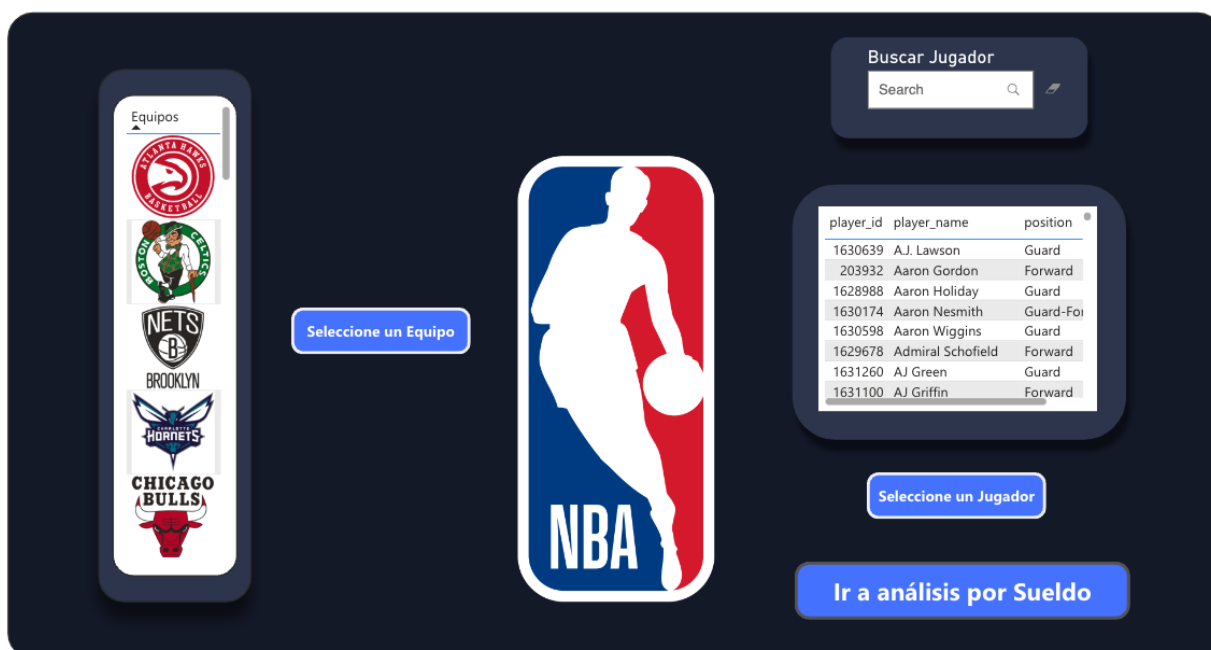 Buscar Jugador
Search
Equipos
ATLANTA HAWKS
BASKETBALL
BOSTON CELTICS
NETS
B
BROOKLYN
CHARLOTTE
HORNETS
CHICAGO
BULLS
Seleccione un Equipo
NBA
player_id player_name position
1630639 A.J. Lawson Guard
203932 Aaron Gordon Forward
1628988 Aaron Holiday Guard
1630174 Aaron Nesmith Guard-For
1630598 Aaron Wiggins Guard
1629678 Admiral Schofield Forward
1631260 AJ Green Guard
1631100 AJ Griffin Forward
Seleccione un Jugador
Ir a análisis por Sueldo